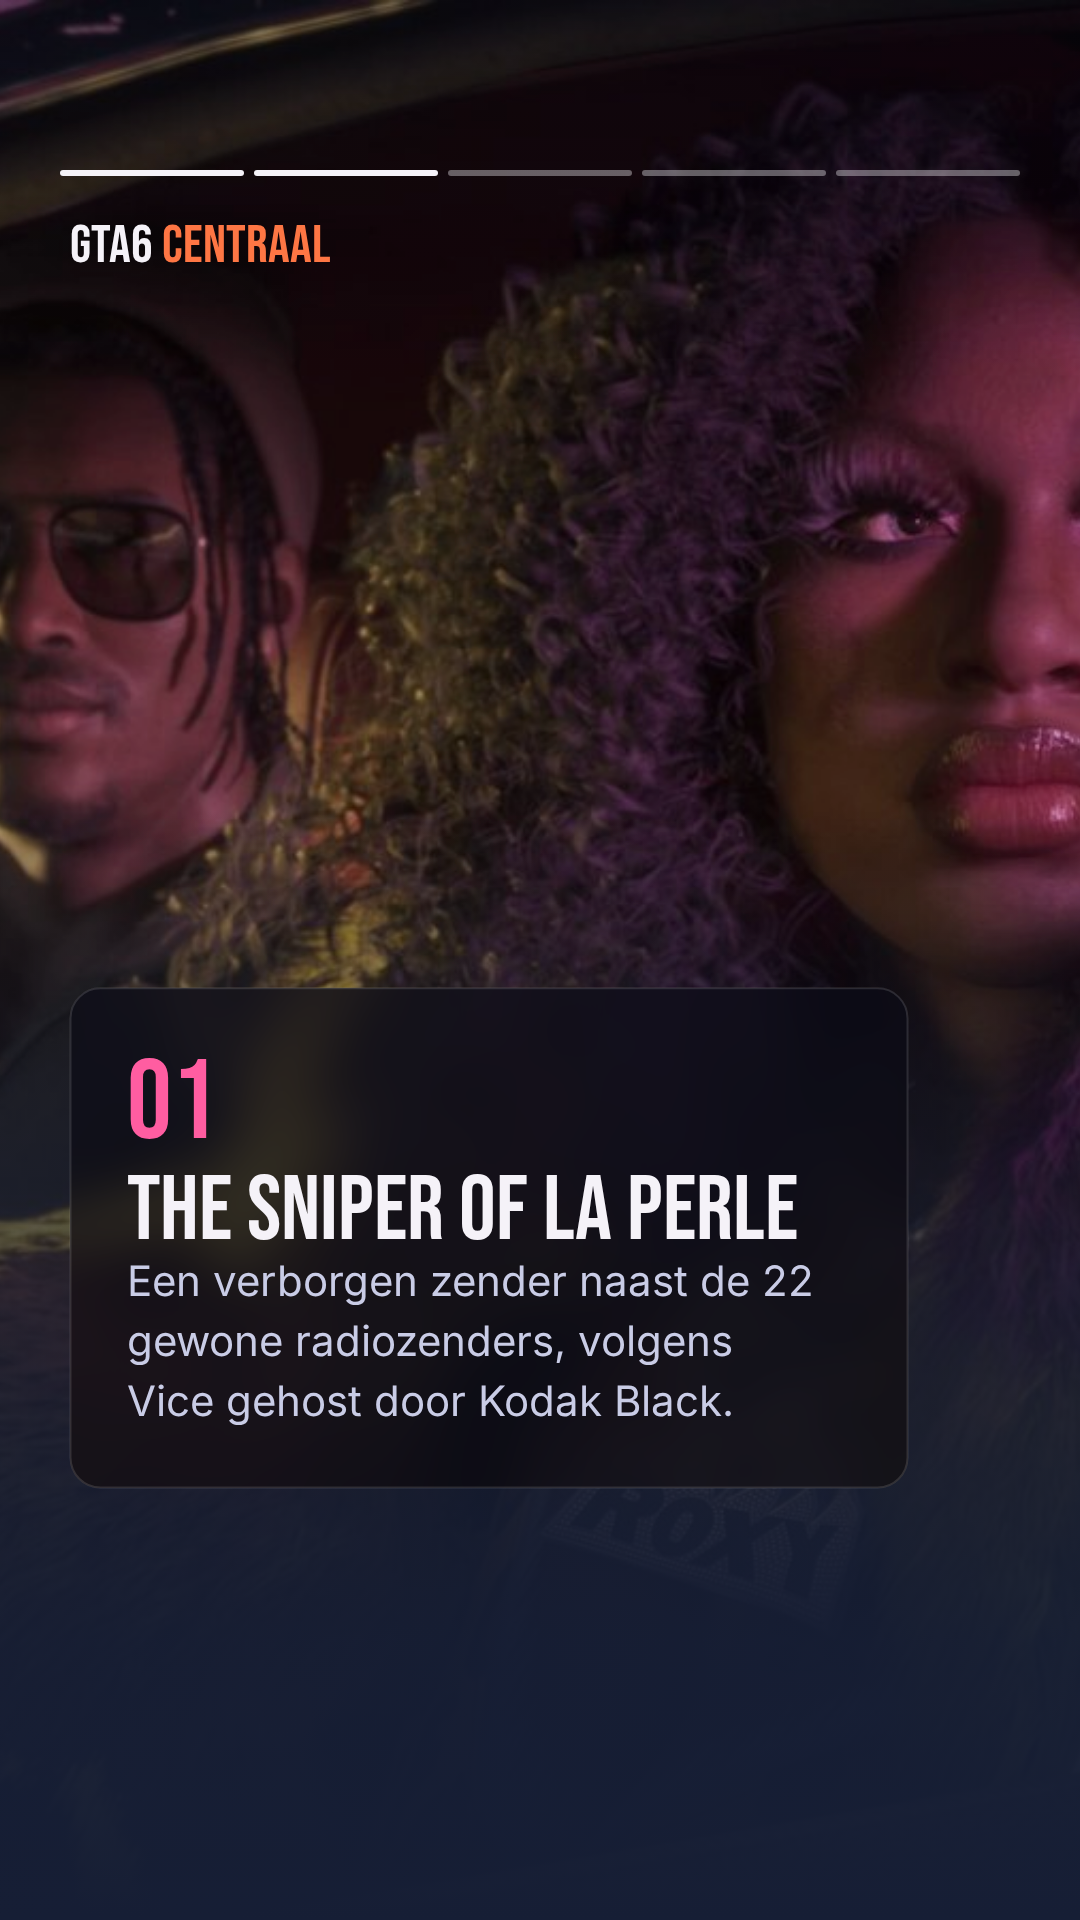 GTA6 CENTRAAL
01
THE SNIPER OF LA PERLE
Een verborgen zender naast de 22
gewone radiozenders, volgens
Vice gehost door Kodak Black.
ROXY